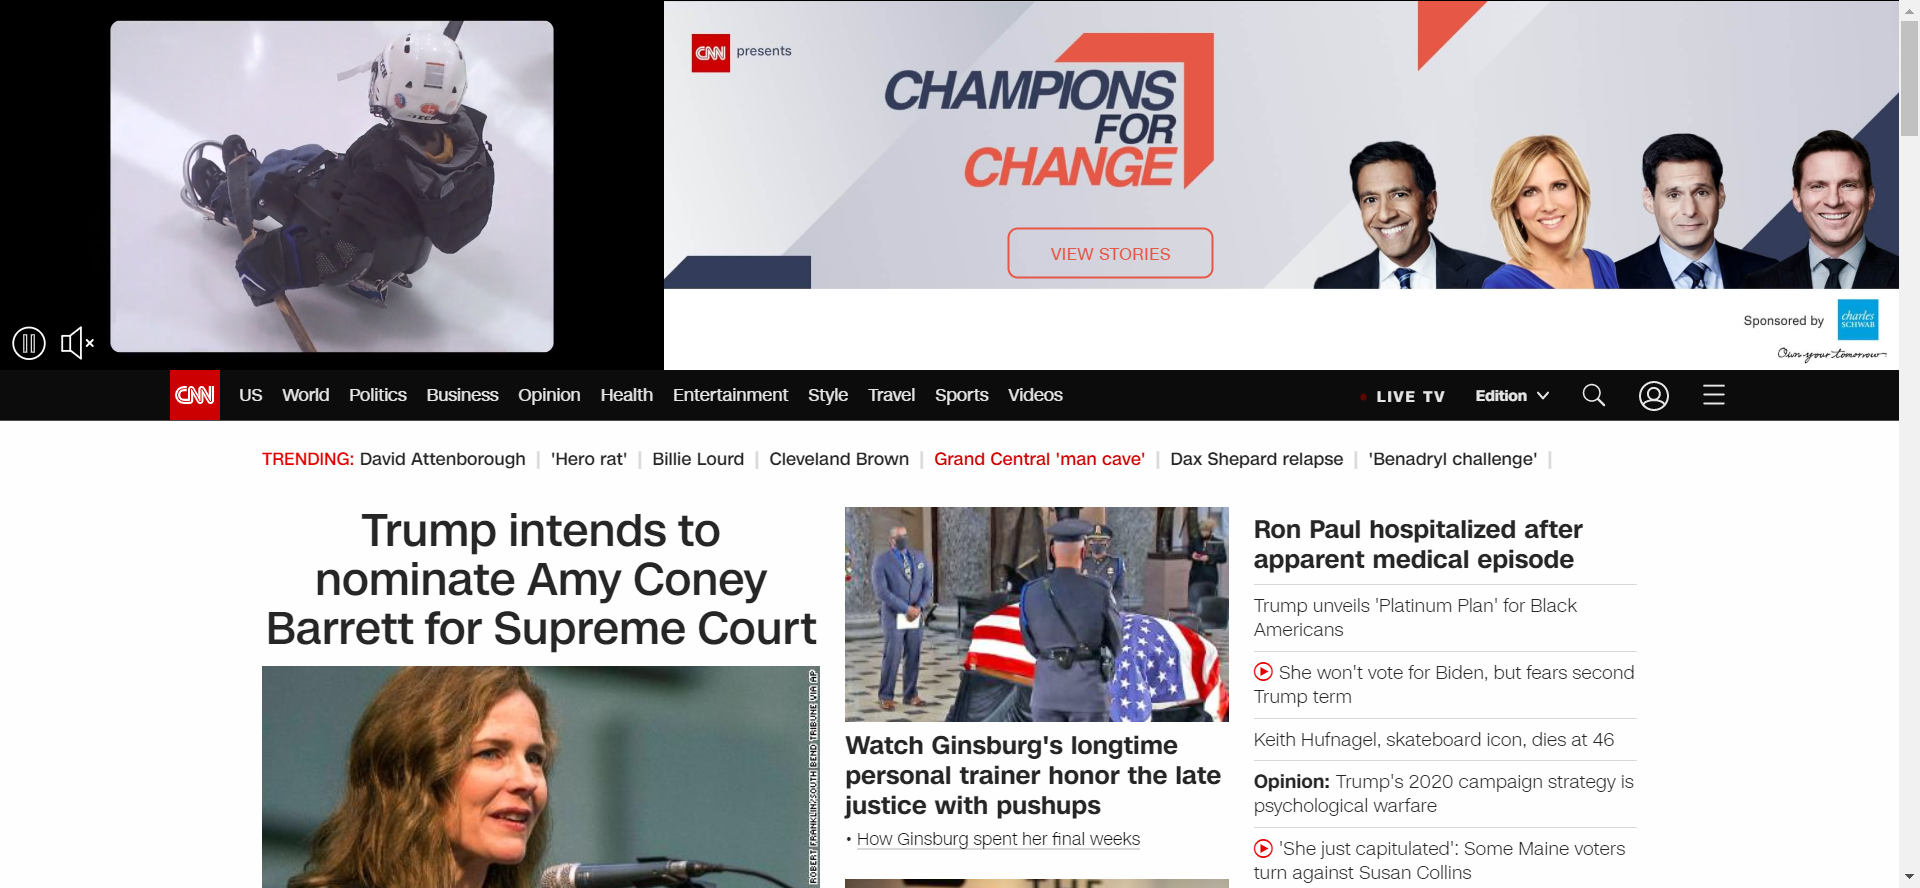 CNN presents
CHAMPIONS
FOR
CHANGE
VIEW STORIES
Sponsored by charles SCHWAB
Own your tomorrow
CNN US World Politics Business Opinion Health Entertainment Style Travel Sports Videos LIVE TV Edition
TRENDING: David Attenborough | 'Hero rat' | Billie Lourd | Cleveland Brown | Grand Central 'man cave' | Dax Shepard relapse | 'Benadryl challenge' |
Trump intends to
nominate Amy Coney
Barrett for Supreme Court
ROBERT FRANKLIN/SOUTH BEND TRIBUNE VIA AP
Watch Ginsburg's longtime
personal trainer honor the late
justice with pushups
• How Ginsburg spent her final weeks
Ron Paul hospitalized after
apparent medical episode
Trump unveils 'Platinum Plan' for Black
Americans
She won't vote for Biden, but fears second
Trump term
Keith Hufnagel, skateboard icon, dies at 46
Opinion: Trump's 2020 campaign strategy is
psychological warfare
'She just capitulated': Some Maine voters
turn against Susan Collins